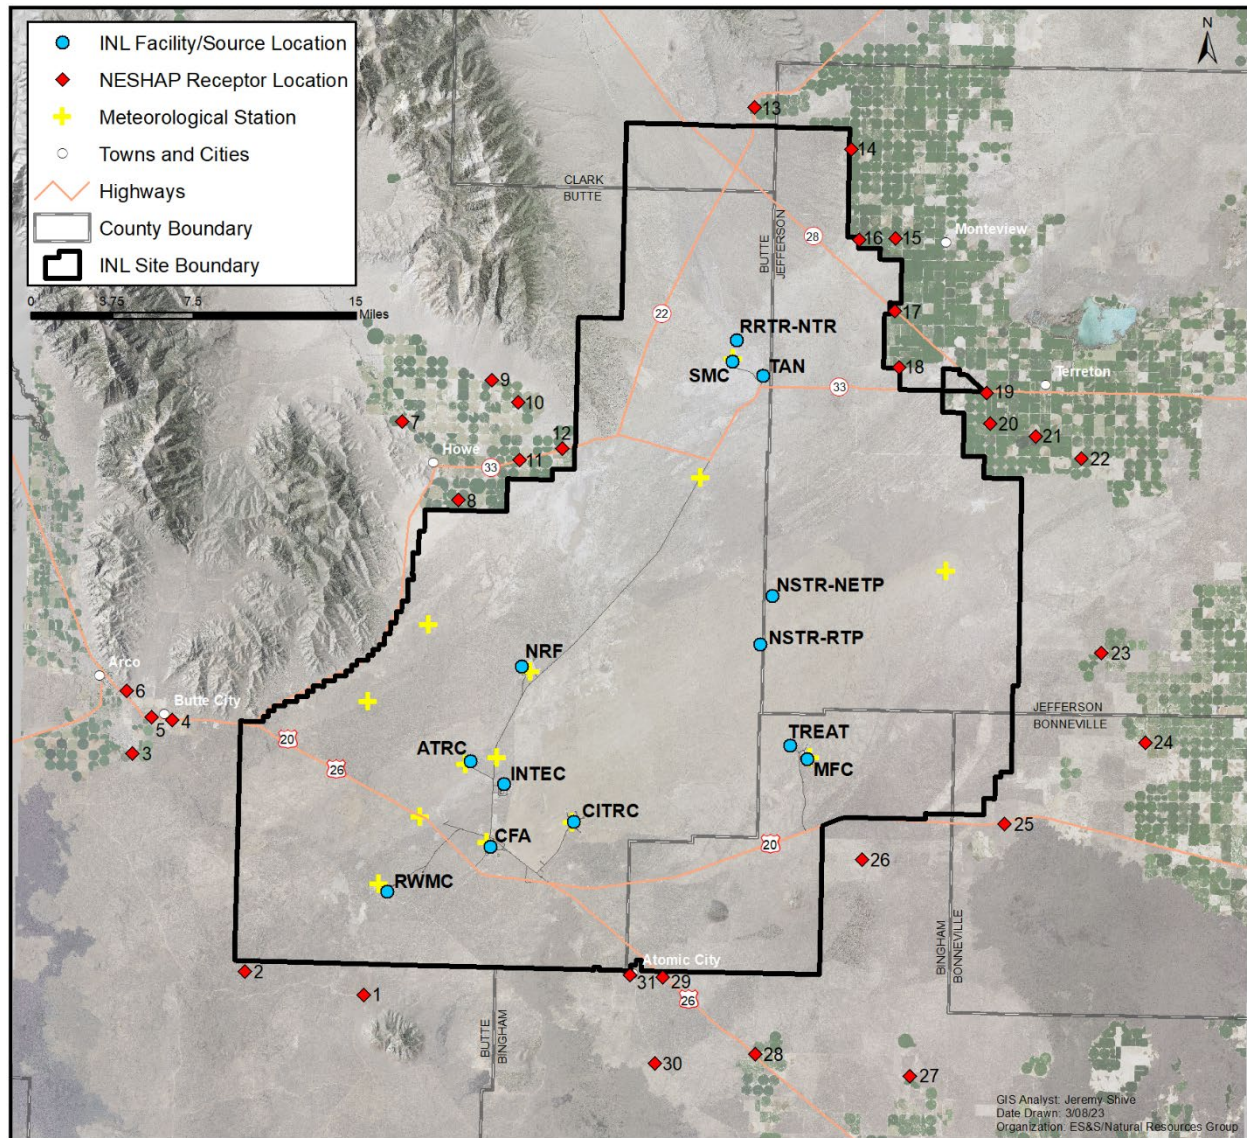 INL Facility/Source Location
NESHAP Receptor Location
Meteorological Station
Towns and Cities
Highways
County Boundary
INL Site Boundary
0 3.75 7.5 15
Miles
N
13
14
CLARK
BUTTE
BUTTE
JEFFERSON
28
16
15
Monteview
22
17
RRTR-NTR
SMC
TAN
18
33
19
Terreton
9
10
7
20
21
12
22
Howe
33
11
8
NSTR-NETP
NSTR-RTP
NRF
23
Arco
6
Butte City
5
4
3
20
26
JEFFERSON
BONNEVILLE
24
TREAT
MFC
ATRC
INTEC
CITRC
CFA
20
25
26
RWMC
BINGHAM
BONNEVILLE
Atomic City
2
1
31
29
26
BUTTE
BINGHAM
30
28
27
GIS Analyst: Jeremy Shive
Date Drawn: 3/08/23
Organization: ES&S/Natural Resources Group